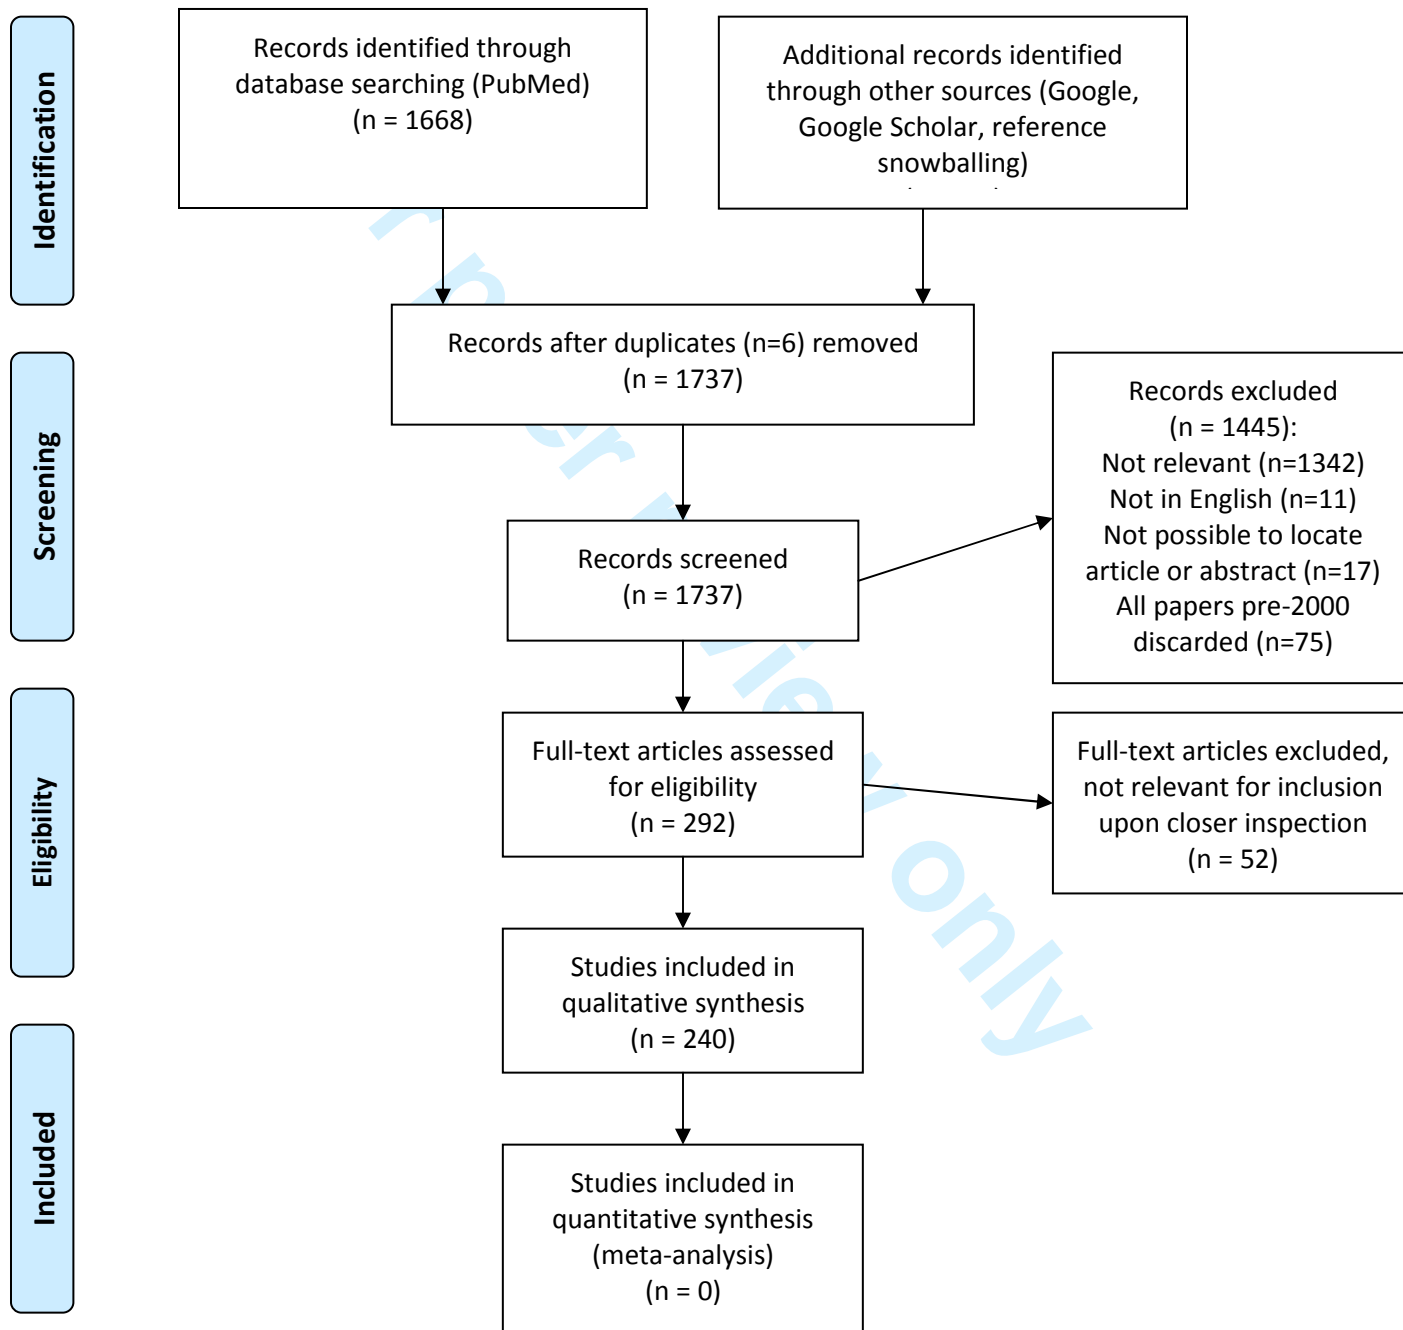 Identification
Records identified through
database searching (PubMed)
(n = 1668)
Additional records identified
through other sources (Google,
Google Scholar, reference
snowballing)
Records after duplicates (n=6) removed
(n = 1737)
Screening
Records screened
(n = 1737)
Records excluded
(n = 1445):
Not relevant (n=1342)
Not in English (n=11)
Not possible to locate
article or abstract (n=17)
All papers pre-2000
discarded (n=75)
Eligibility
Full-text articles assessed
for eligibility
(n = 292)
Full-text articles excluded,
not relevant for inclusion
upon closer inspection
(n = 52)
Studies included in
qualitative synthesis
(n = 240)
Included
Studies included in
quantitative synthesis
(meta-analysis)
(n = 0)
only